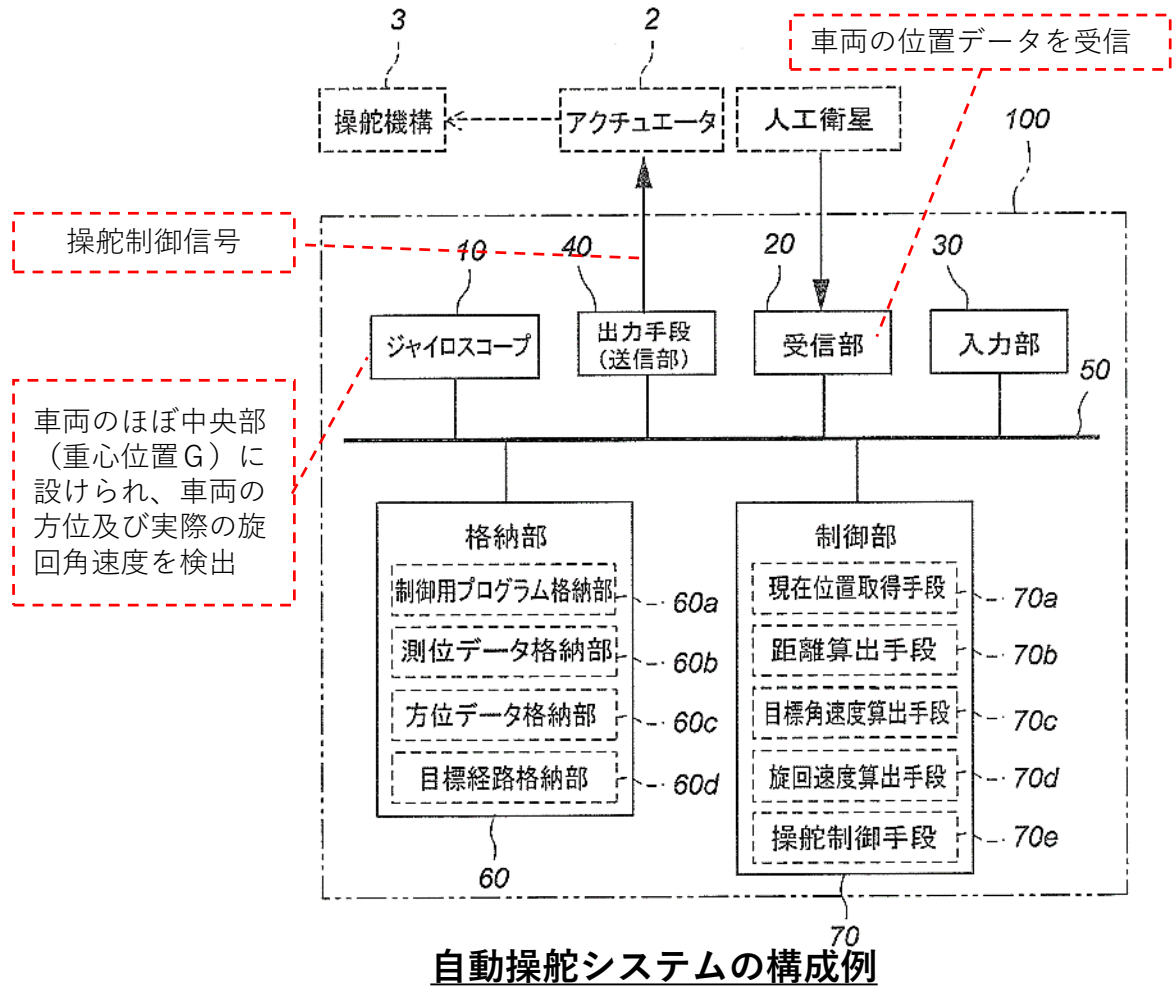 3
2
車両の位置データを受信
操舵機構
アクチュエータ
人工衛星
100
操舵制御信号
10
40
20
30
ジャイロスコープ
出力手段
(送信部)
受信部
入力部
50
車両のほぼ中央部
(重心位置G)に
設けられ、車両の
方位及び実際の旋
回角速度を検出
格納部
制御用プログラム格納部
60a
測位データ格納部
60b
方位データ格納部
60c
目標経路格納部
60d
60
制御部
現在位置取得手段
70a
距離算出手段
70b
目標角速度算出手段
70c
旋回速度算出手段
70d
操舵制御手段
70e
70
自動操舵システムの構成例